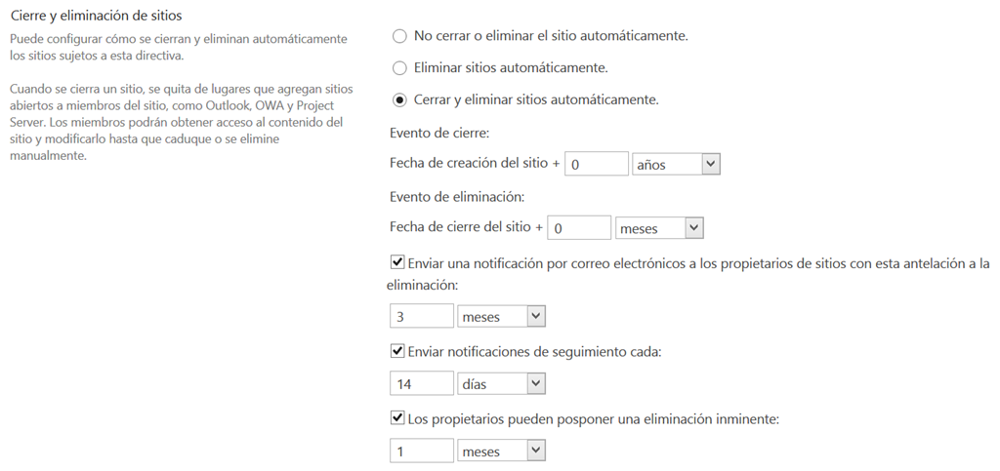 Cierre y eliminación de sitios
Puede configurar cómo se cierran y eliminan automáticamente
los sitios sujetos a esta directiva.
Cuando se cierra un sitio, se quita de lugares que agregan sitios
abiertos a miembros del sitio, como Outlook, OWA y Project
Server. Los miembros podrán obtener acceso al contenido del
sitio y modificarlo hasta que caduque o se elimine
manualmente.
No cerrar o eliminar el sitio automáticamente.
Eliminar sitios automáticamente.
Cerrar y eliminar sitios automáticamente.
Evento de cierre:
Fecha de creación del sitio + 0 años
Evento de eliminación:
Fecha de cierre del sitio + 0 meses
Enviar una notificación por correo electrónicos a los propietarios de sitios con esta antelación a la
eliminación:
3 meses
Enviar notificaciones de seguimiento cada:
14 días
Los propietarios pueden posponer una eliminación inminente:
1 meses